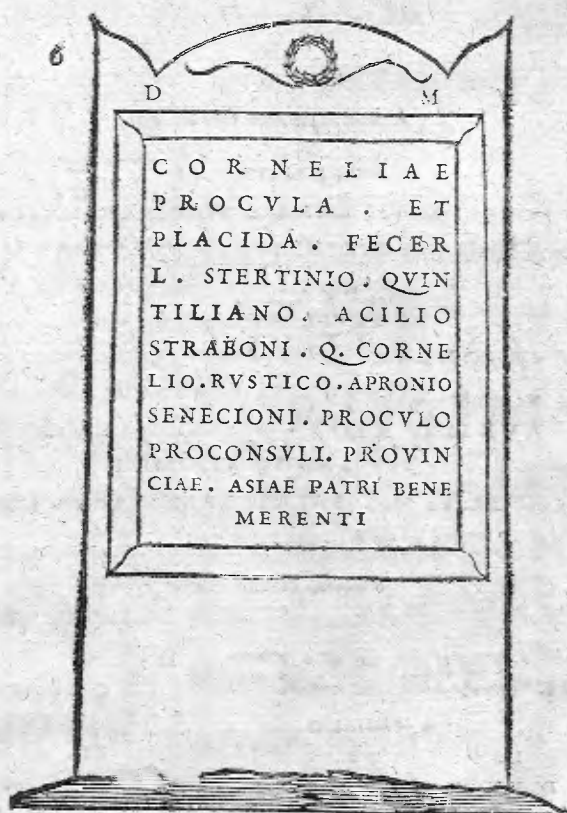 6
D M
CORNELIAE
PROCVLA . ET
PLACIDA . FECER
L. STERTINIO . QVIN
TILIANO. ACILIO
STRABONI . Q. CORNE
LIO.RVSTICO.APRONIO
SENECIONI. PROCVLO
PROCONSVLI. PROVIN
CIAE. ASIAE PATRI BENE
MERENTI